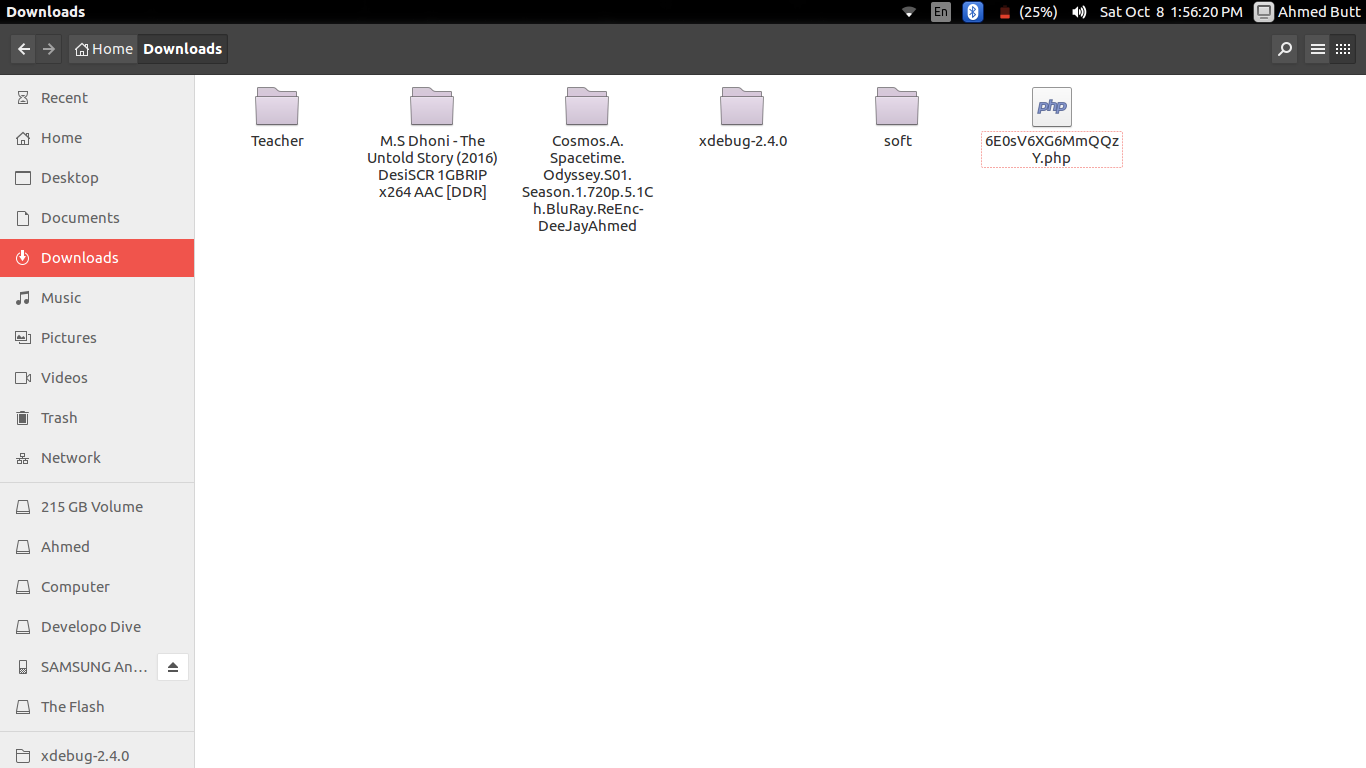 Downloads
En
(25%)
Sat Oct 8 1:56:20 PM
Ahmed Butt
Home
Downloads
Recent
Home
Desktop
Documents
Downloads
Music
Pictures
Videos
Trash
Network
215 GB Volume
Ahmed
Computer
Developo Dive
SAMSUNG An...
The Flash
xdebug-2.4.0
Teacher
M.S Dhoni - The
Untold Story (2016)
DesiSCR 1GBRIP
x264 AAC [DDR]
Cosmos.A.
Spacetime.
Odyssey.S01.
Season.1.720p.5.1C
h.BluRay.ReEnc-
DeeJayAhmed
xdebug-2.4.0
soft
php
6E0sV6XG6MmQQz
Y.php